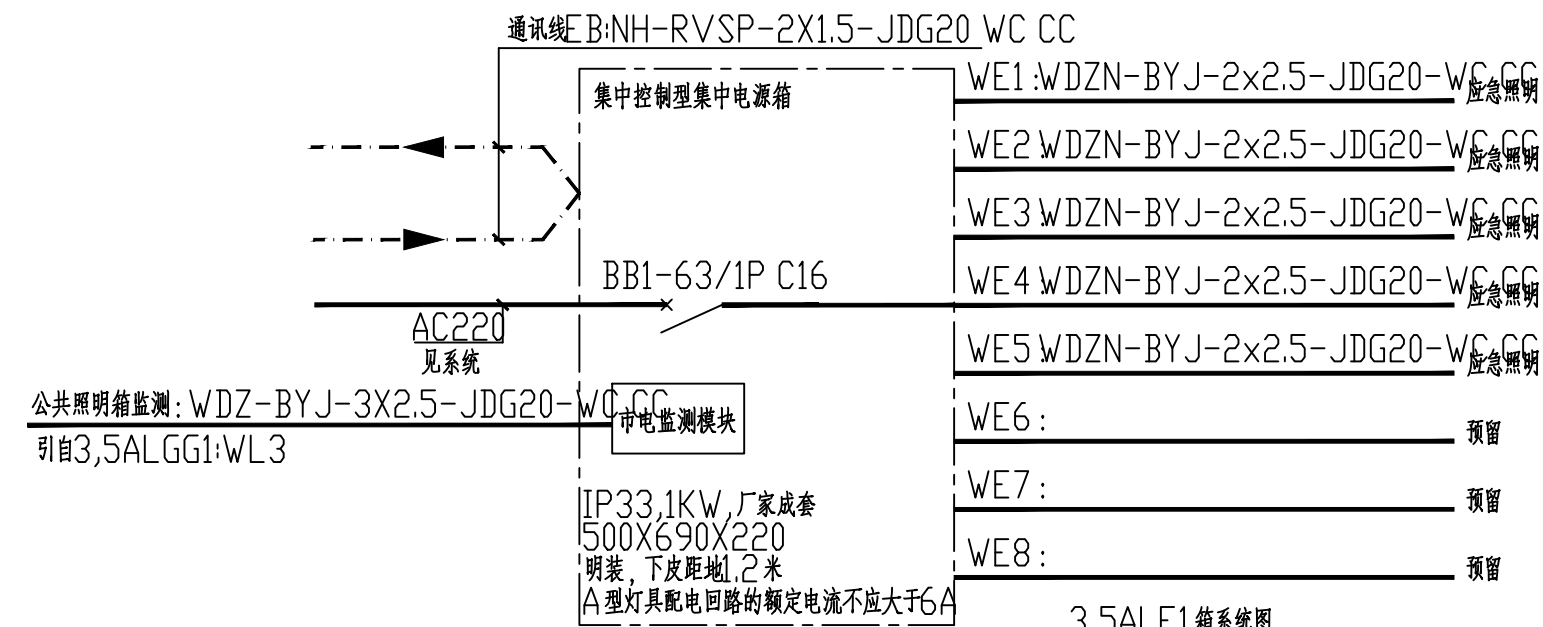 通讯线EB:NH-RVSP-2X1.5-JDG20 WC CC
集中控制型集中电源箱
WE1:WDZN-BYJ-2x2.5-JDG20-WC CC
应急照明
WE2:WDZN-BYJ-2x2.5-JDG20-WC CC
应急照明
WE3:WDZN-BYJ-2x2.5-JDG20-WC CC
应急照明
BB1-63/1P C16
WE4:WDZN-BYJ-2x2.5-JDG20-WC CC
应急照明
AC220
见系统
WE5:WDZN-BYJ-2x2.5-JDG20-WC CC
应急照明
公共照明箱监测:WDZ-BYJ-3X2.5-JDG20-WC CC
引自3,5ALGG1:WL3
市电监测模块
WE6:
预留
WE7:
预留
WE8:
预留
IP33,1KW,厂家成套
500X690X220
明装,下皮距地1.2米
A型灯具配电回路的额定电流不应大于6A
3,5ALE1箱系统图